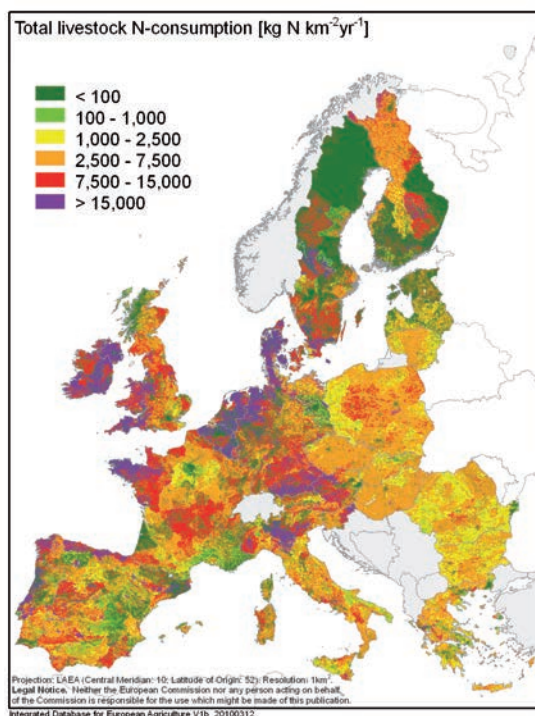 Total livestock N-consumption [kg N km⁻²yr⁻¹]
< 100
100 - 1,000
1,000 - 2,500
2,500 - 7,500
7,500 - 15,000
> 15,000
Projection: LAEA (Central Meridian: 10; Latitude of Origin: 52); Resolution: 1km²
Legal Notice. Neither the European Commission nor any person acting on behalf
of the Commission is responsible for the use which might be made of this publication.
Integrated Database for European Agriculture V1b, 20100312